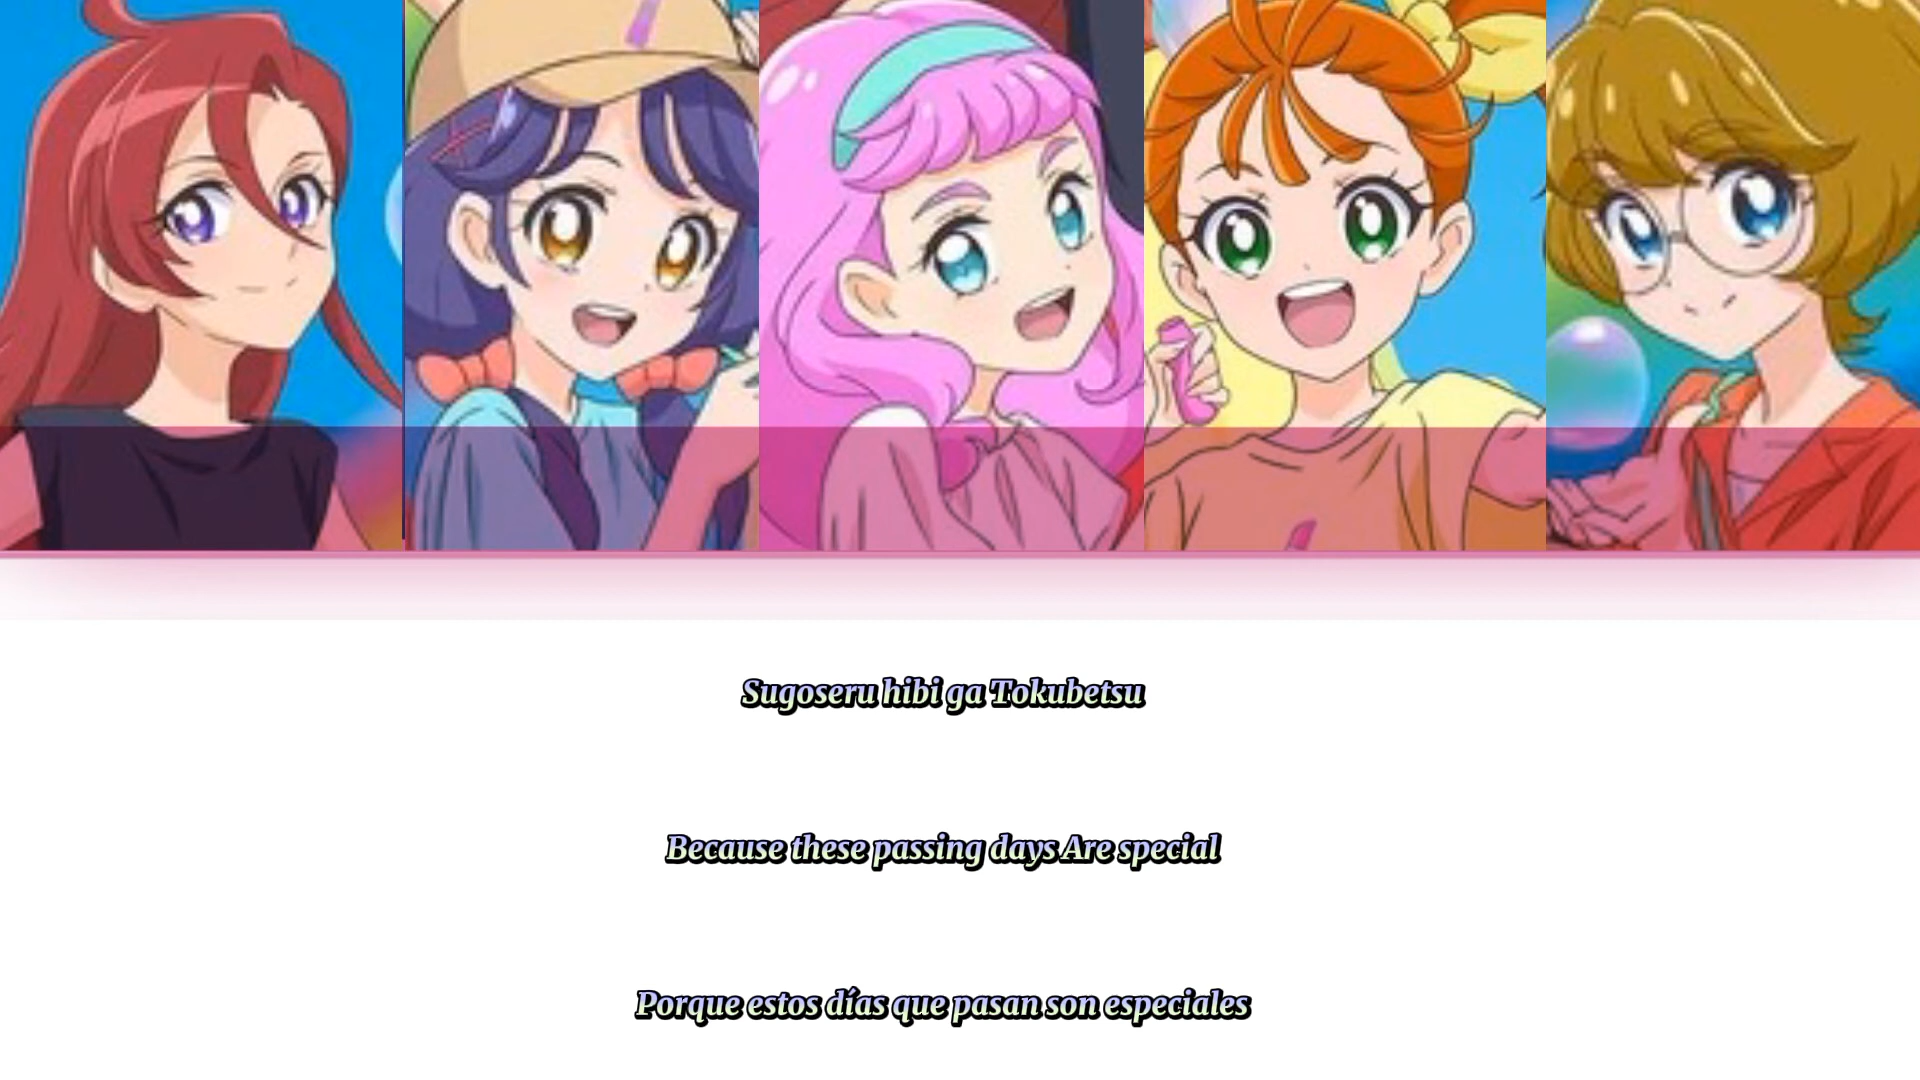 Sugoseru hibi ga Tokubetsu
Because these passing days Are special
Porque estos días que pasan son especiales